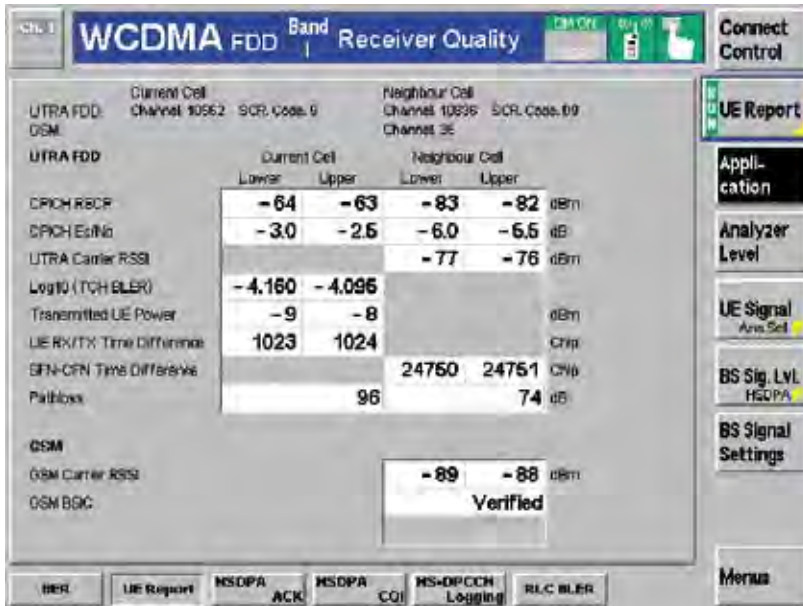 Ch. 1
WCDMA FDD Band I Receiver Quality
Connect Control
Current Cell Neighbour Cell
UTRA FDD Channel 10562 SCR. Code. Channel 10836 SCR. Code.
GSM Channel
UTRA FDD Current Cell Neighbour Cell
Lower Upper Lower Upper
CPICH RSCP -64 -63 -83 -82 dBm
CPICH Ec/No -3.0 -2.5 -6.0 -5.5 dB
UTRA Carrier RSSI -77 -76 dBm
Log10 (TCH BLER) -4.160 -4.095
Transmitted UE Power -9 -8 dBm
UE RX/TX Time Difference 1023 1024 Chip
SFN-CFN Time Difference 24750 24751 Chip
Pathloss 96 74 dB
GSM
GSM Carrier RSSI -89 -88 dBm
GSM BSIC Verified
UE Report
Appli-
cation
Analyzer
Level
UE Signal
BS Sig. Lvl.
HSDPA
BS Signal
Settings
Menus
BER
UE Report
HSDPA ACK
HSDPA CQI
HS-DPCCH Logging
RLC BLER